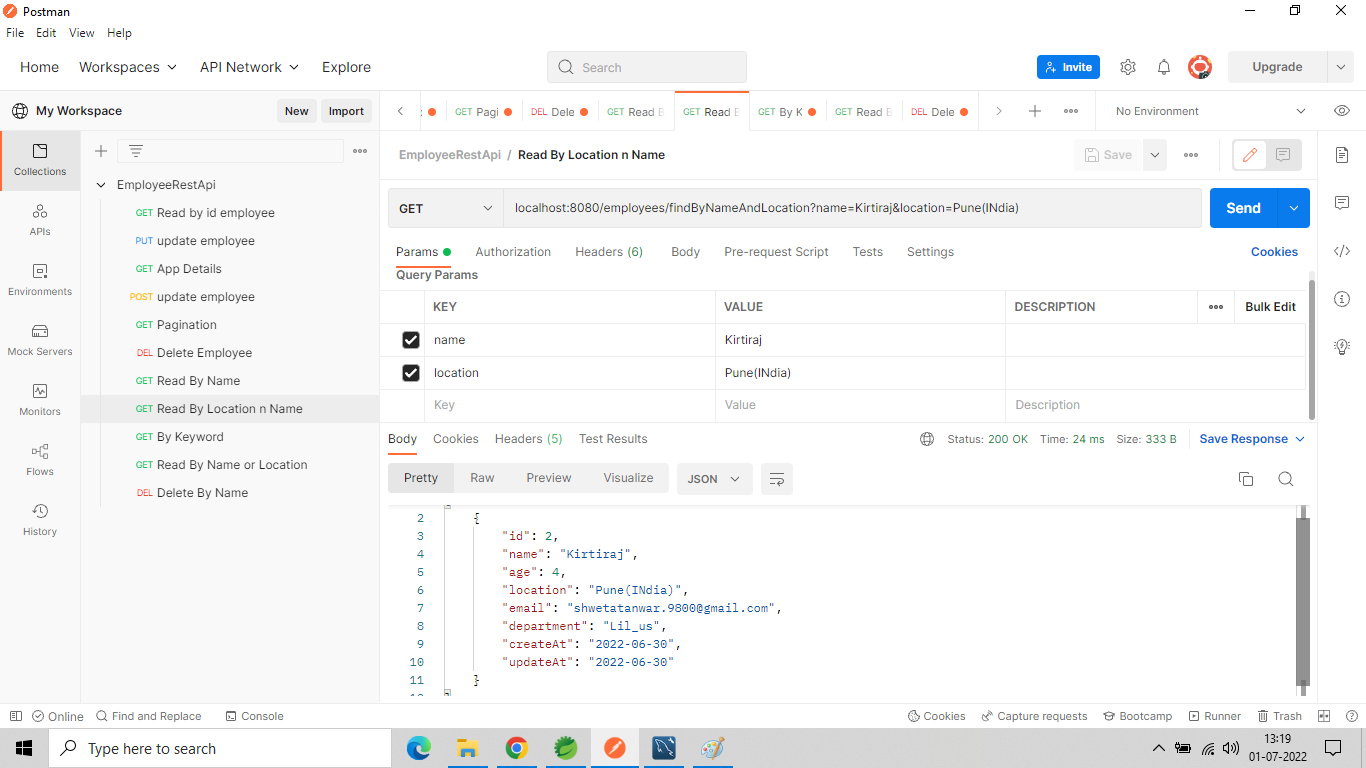 Postman
File Edit View Help
Home Workspaces API Network Explore Search Invite Upgrade
My Workspace New Import GET Pagi DEL Dele GET Read GET Read GET By K GET Read DEL Dele No Environment
Collections
APIs
Environments
Mock Servers
Monitors
Flows
History
EmployeeRestApi
GET Read by id employee
PUT update employee
GET App Details
POST update employee
GET Pagination
DEL Delete Employee
GET Read By Name
GET Read By Location n Name
GET By Keyword
GET Read By Name or Location
DEL Delete By Name
EmployeeRestApi / Read By Location n Name Save
GET localhost:8080/employees/findByNameAndLocation?name=Kirtiraj&location=Pune(INdia) Send
Params Authorization Headers (6) Body Pre-request Script Tests Settings Cookies
Query Params
KEY VALUE DESCRIPTION Bulk Edit
name Kirtiraj
location Pune(INdia)
Key Value Description
Body Cookies Headers (5) Test Results Status: 200 OK Time: 24 ms Size: 333 B Save Response
Pretty Raw Preview Visualize JSON
2 {
3 "id": 2,
4 "name": "Kirtiraj",
5 "age": 4,
6 "location": "Pune(INdia)",
7 "email": "shwetatanwar.9800@gmail.com",
8 "department": "Lil_us",
9 "createAt": "2022-06-30",
10 "updateAt": "2022-06-30"
11 }
Online Find and Replace Console Cookies Capture requests Bootcamp Runner Trash
Type here to search 13:19
01-07-2022